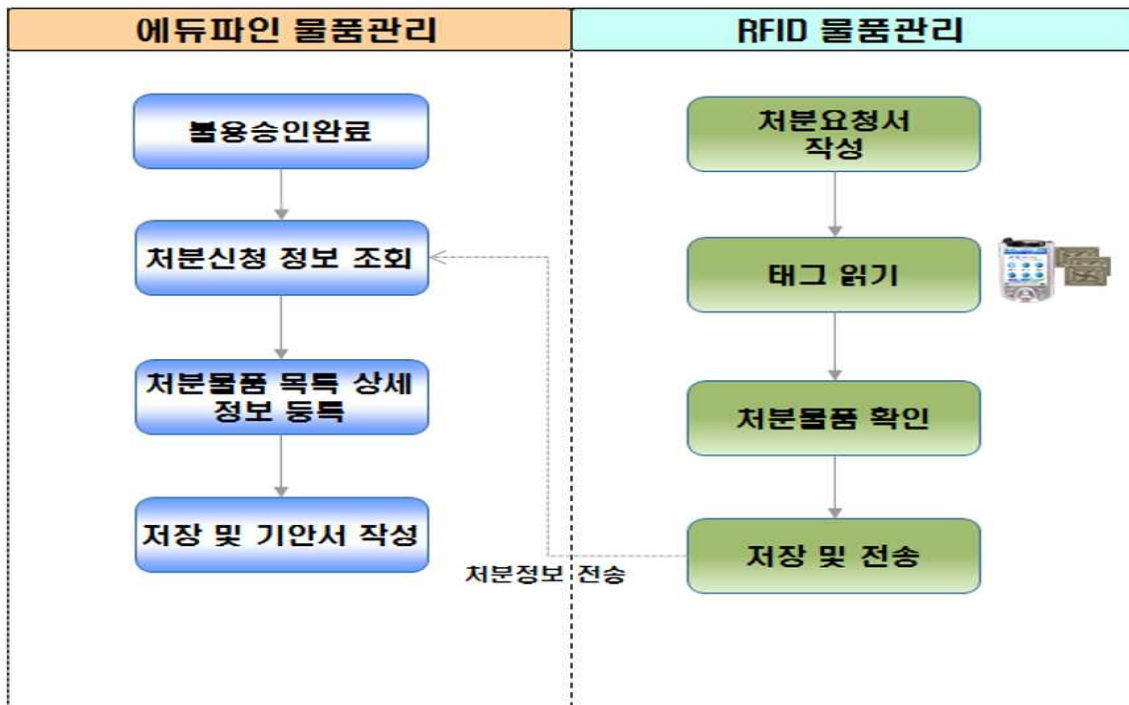 에듀파인 물품관리
RFID 물품관리
불용승인완료
처분신청 정보 조회
처분물품 목특 상세
정보 등특
저장 및 기안서 작성
처분요청서
작성
태그 읽기
처분물품 확인
저장 및 전송
처분정보 전송